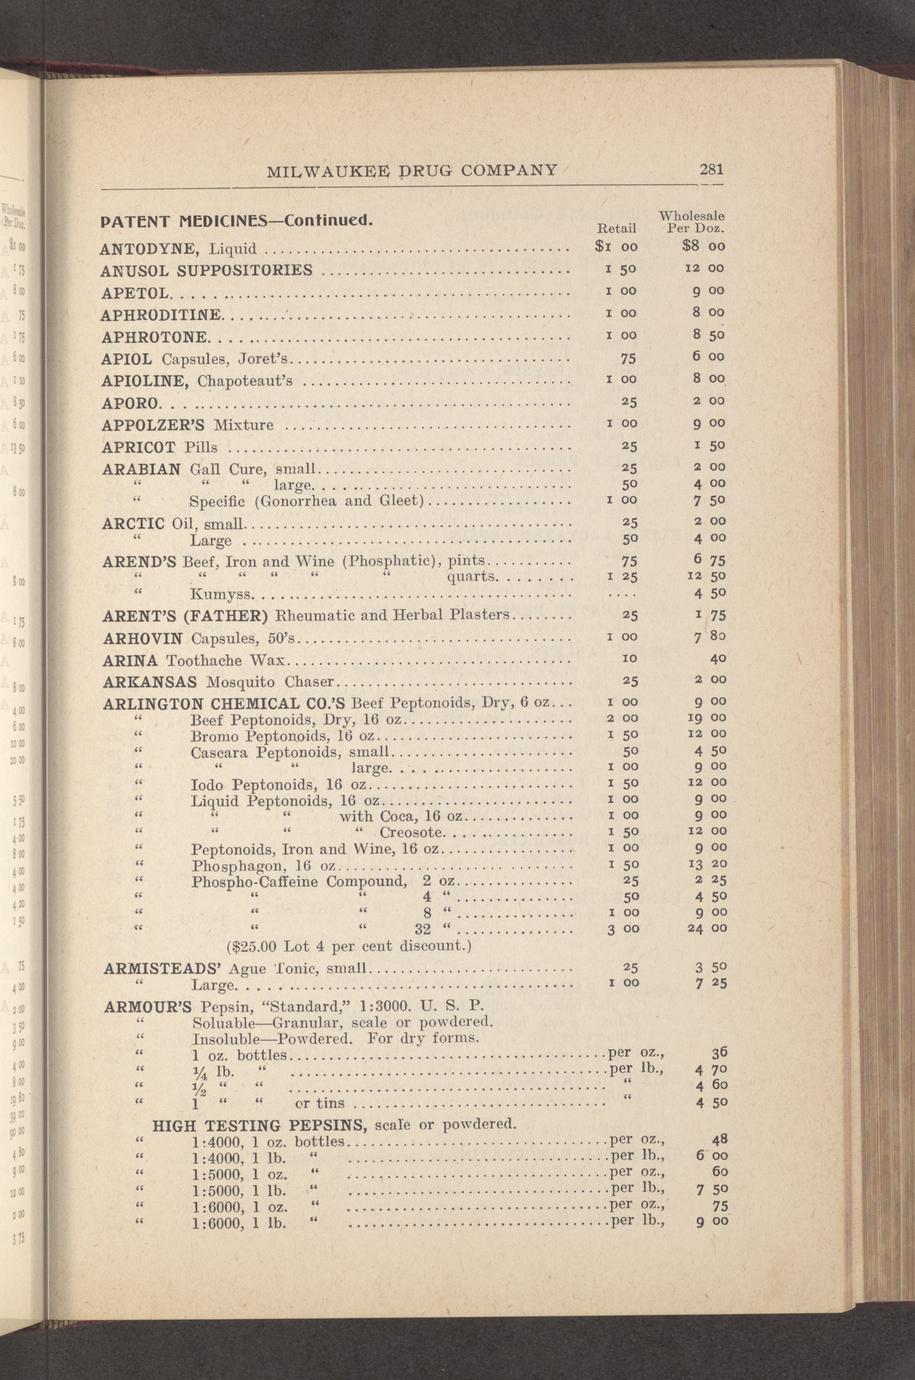 MILWAUKEE DRUG COMPANY 281
PATENT MEDICINES—Continued. Retail Wholesale Per Doz.
ANTODYNE, Liquid ........ $1 00 $8 00
ANUSOL SUPPOSITORIES ........ 1 50 12 00
APETOL ........ 1 00 9 00
APHRODITINE ........ 1 00 8 00
APHROTONE ........ 1 00 8 50
APIOL Capsules, Joret's ........ 75 6 00
APIOLINE, Chapoteaut's ........ 1 00 8 00
APORO ........ 25 2 00
APPOLZER'S Mixture ........ 1 00 9 00
APRICOT Pills ........ 25 1 50
ARABIAN Gall Cure, small ........ 25 2 00
“ “ “ large ........ 50 4 00
“ Specific (Gonorrhea and Gleet) ........ 1 00 7 50
ARCTIC Oil, small ........ 25 2 00
“ Large ........ 50 4 00
AREND'S Beef, Iron and Wine (Phosphatic), pints ........ 75 6 75
“ “ “ “ “ “ quarts ........ 1 25 12 50
“ Kumyss ........ .... 4 50
ARENT'S (FATHER) Rheumatic and Herbal Plasters ........ 25 1 75
ARHOVIN Capsules, 50's ........ 1 00 7 80
ARINA Toothache Wax ........ 10 40
ARKANSAS Mosquito Chaser ........ 25 2 00
ARLINGTON CHEMICAL CO.'S Beef Peptonoids, Dry, 6 oz... 1 00 9 00
“ Beef Peptonoids, Dry, 16 oz ........ 2 00 19 00
“ Bromo Peptonoids, 16 oz ........ 1 50 12 00
“ Cascara Peptonoids, small ........ 50 4 50
“ “ “ large ........ 1 00 9 00
“ Iodo Peptonoids, 16 oz ........ 1 50 12 00
“ Liquid Peptonoids, 16 oz ........ 1 00 9 00
“ “ “ with Coca, 16 oz ........ 1 00 9 00
“ “ “ “ Creosote ........ 1 50 12 00
“ Peptonoids, Iron and Wine, 16 oz ........ 1 00 9 00
“ Phosphagon, 16 oz ........ 1 50 13 20
“ Phospho-Caffeine Compound, 2 oz ........ 25 2 25
“ “ “ 4 “ ........ 50 4 50
“ “ “ 8 “ ........ 1 00 9 00
“ “ “ 32 “ ........ 3 00 24 00
($25.00 Lot 4 per cent discount.)
ARMISTEADS' Ague Tonic, small ........ 25 3 50
“ Large ........ 1 00 7 25
ARMOUR'S Pepsin, “Standard,” 1:3000. U. S. P.
“ Soluable—Granular, scale or powdered.
“ Insoluble—Powdered. For dry forms.
“ 1 oz. bottles ........ per oz., 36
“ ¼ lb. “ ........ per lb., 4 70
“ ½ “ “ ........ “ 4 60
“ 1 “ “ or tins ........ “ 4 50
HIGH TESTING PEPSINS, scale or powdered.
“ 1:4000, 1 oz. bottles ........ per oz., 48
“ 1:4000, 1 lb. “ ........ per lb., 6 00
“ 1:5000, 1 oz. “ ........ per oz., 60
“ 1:5000, 1 lb. “ ........ per lb., 7 50
“ 1:6000, 1 oz. “ ........ per oz., 75
“ 1:6000, 1 lb. “ ........ per lb., 9 00